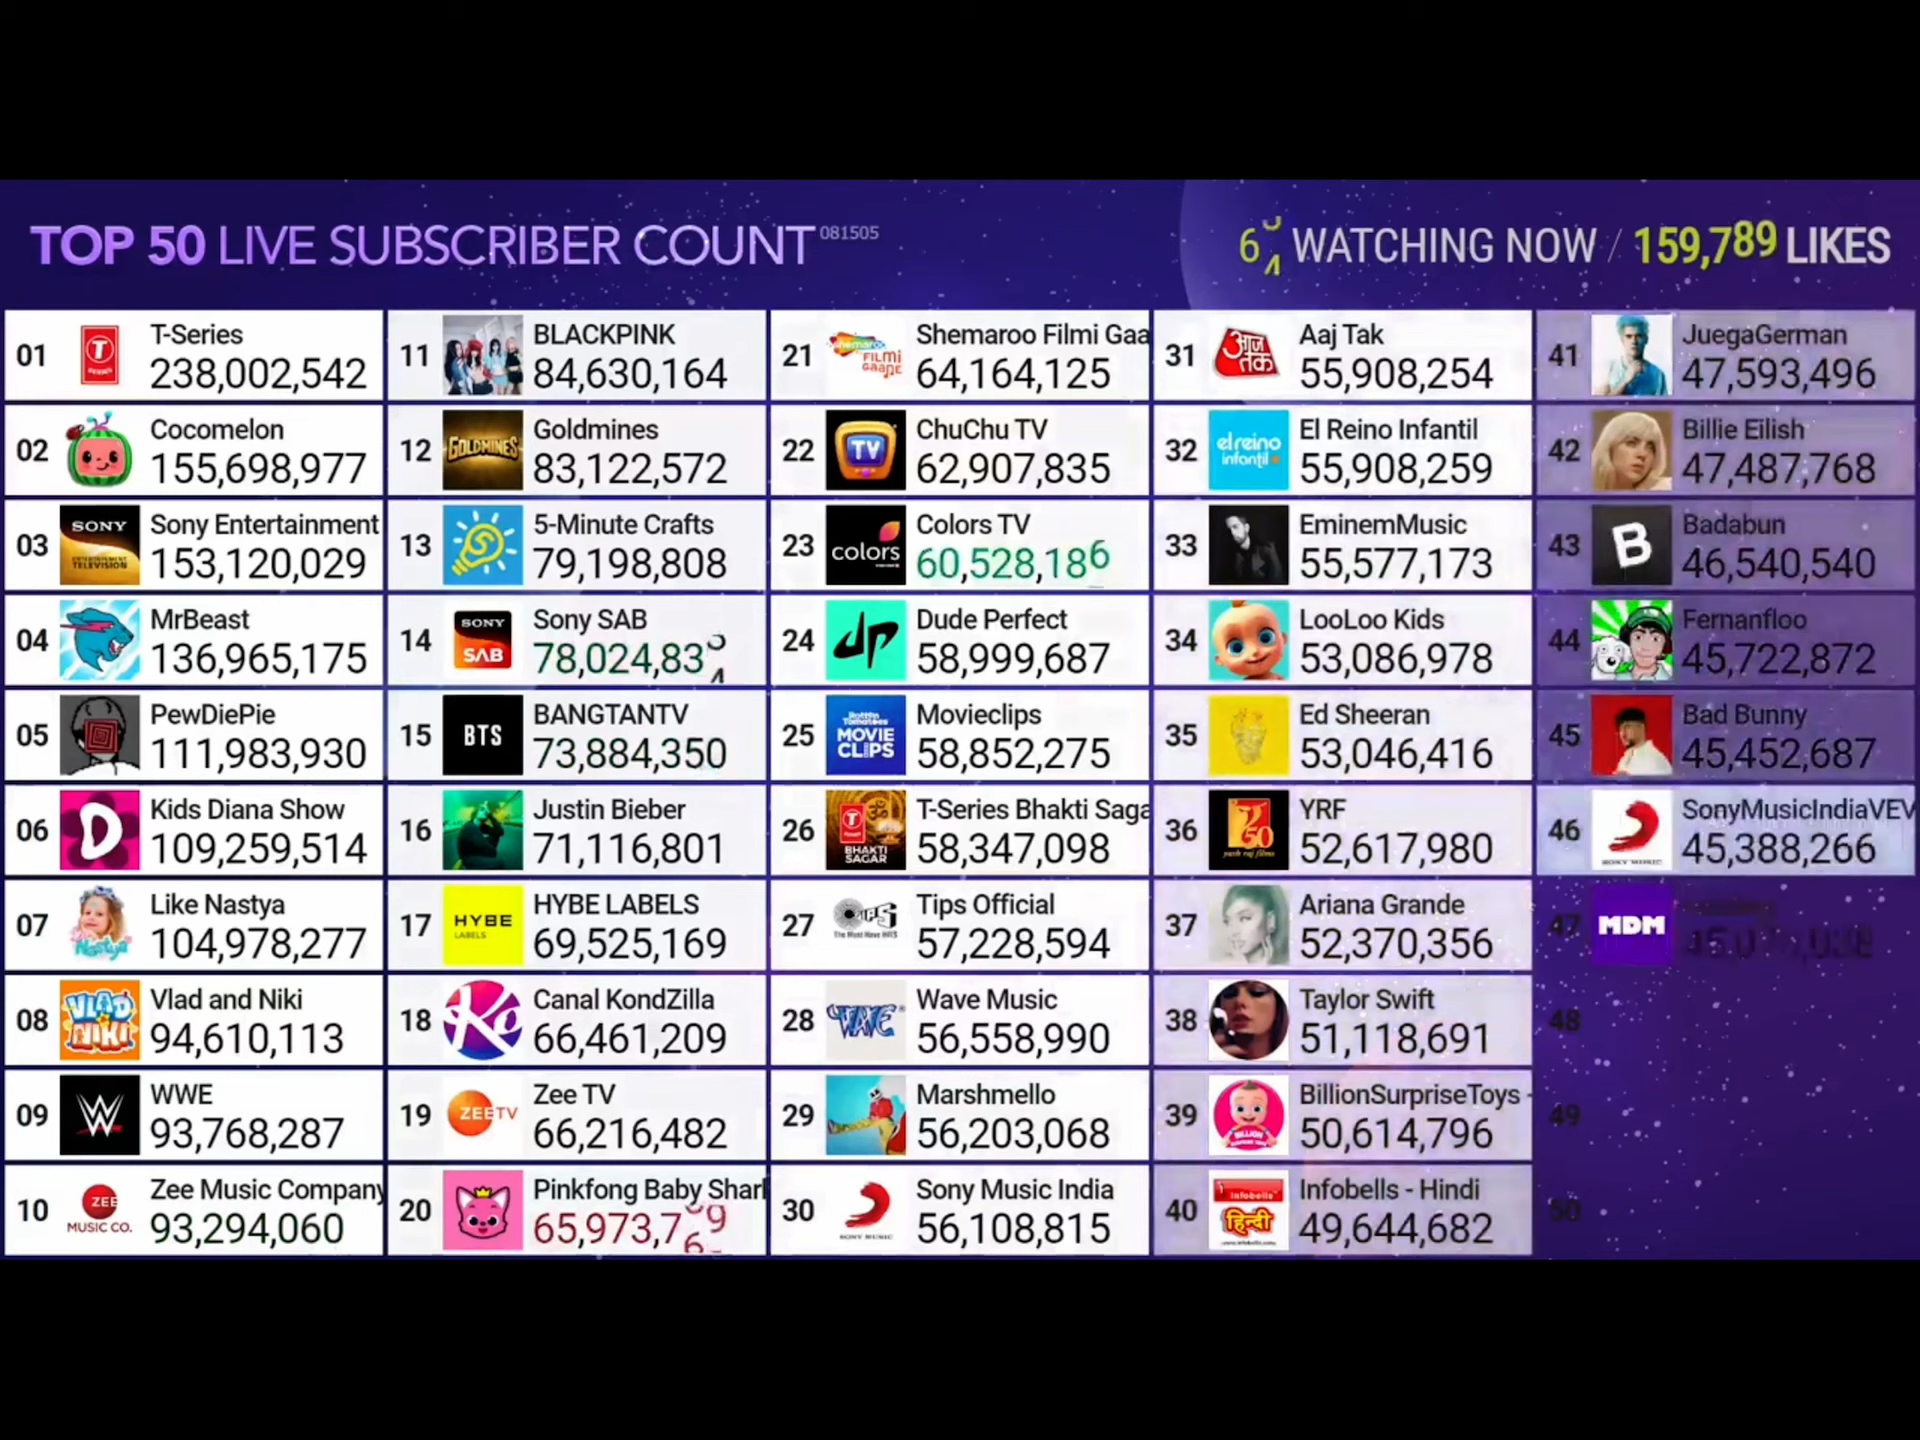 TOP 50 LIVE SUBSCRIBER COUNT 081505
WATCHING NOW / 159,789 LIKES
01 T-Series
238,002,542
02 Cocomelon
155,698,977
03 Sony Entertainment
153,120,029
04 MrBeast
136,965,175
05 PewDiePie
111,983,930
06 Kids Diana Show
109,259,514
07 Like Nastya
104,978,277
08 Vlad and Niki
94,610,113
09 WWE
93,768,287
10 Zee Music Company
93,294,060
11 BLACKPINK
84,630,164
12 Goldmines
83,122,572
13 5-Minute Crafts
79,198,808
14 Sony SAB
78,024,83
15 BANGTANTV
73,884,350
16 Justin Bieber
71,116,801
17 HYBE LABELS
69,525,169
18 Canal KondZilla
66,461,209
19 Zee TV
66,216,482
20 Pinkfong Baby Shar
65,973,7
21 Shemaroo Filmi Gaa
64,164,125
22 ChuChu TV
62,907,835
23 Colors TV
60,528,186
24 Dude Perfect
58,999,687
25 Movieclips
58,852,275
26 T-Series Bhakti Saga
58,347,098
27 Tips Official
57,228,594
28 Wave Music
56,558,990
29 Marshmello
56,203,068
30 Sony Music India
56,108,815
31 Aaj Tak
55,908,254
32 El Reino Infantil
55,908,259
33 EminemMusic
55,577,173
34 LooLoo Kids
53,086,978
35 Ed Sheeran
53,046,416
36 YRF
52,617,980
37 Ariana Grande
52,370,356
38 Taylor Swift
51,118,691
39 BillionSurpriseToys -
50,614,796
40 Infobells - Hindi
49,644,682
41 JuegaGerman
47,593,496
42 Billie Eilish
47,487,768
43 Badabun
46,540,540
44 Fernanfloo
45,722,872
45 Bad Bunny
45,452,687
46 SonyMusicIndiaVEV
45,388,266
47 MDM
48
49
50